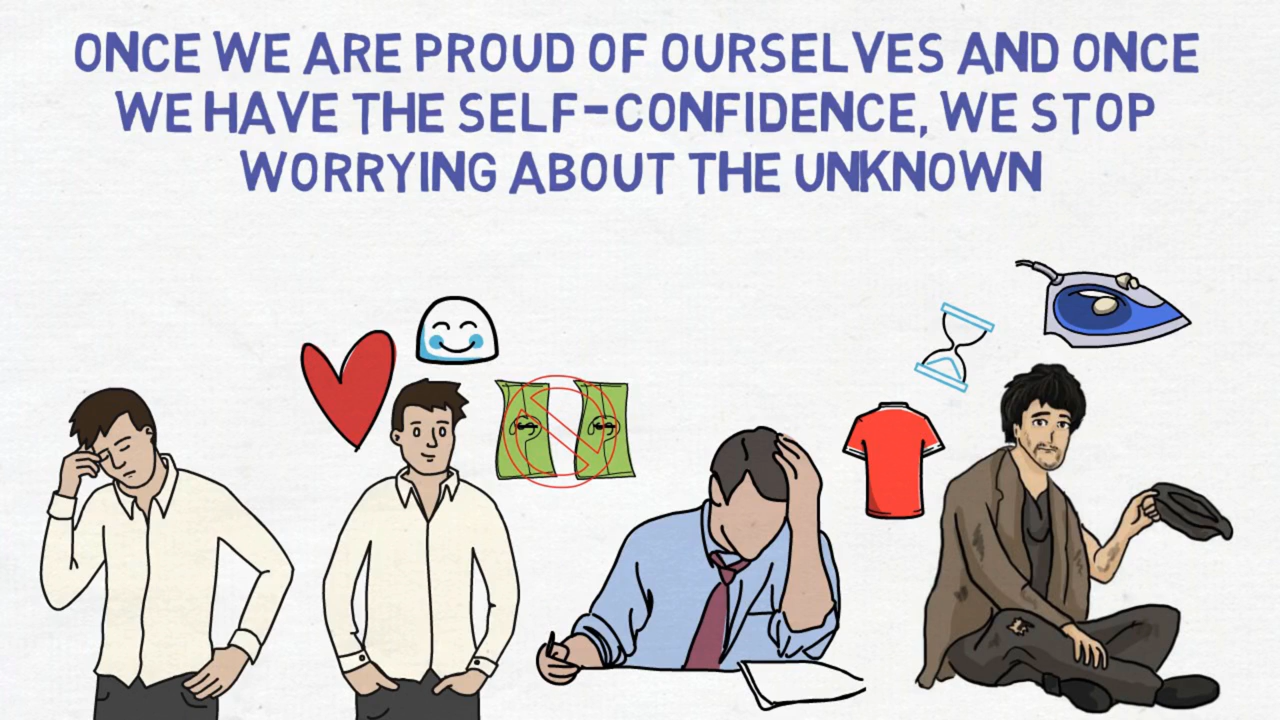 ONCE WE ARE PROUD OF OURSELVES AND ONCE
WE HAVE THE SELF-CONFIDENCE, WE STOP
WORRYING ABOUT THE UNKNOWN